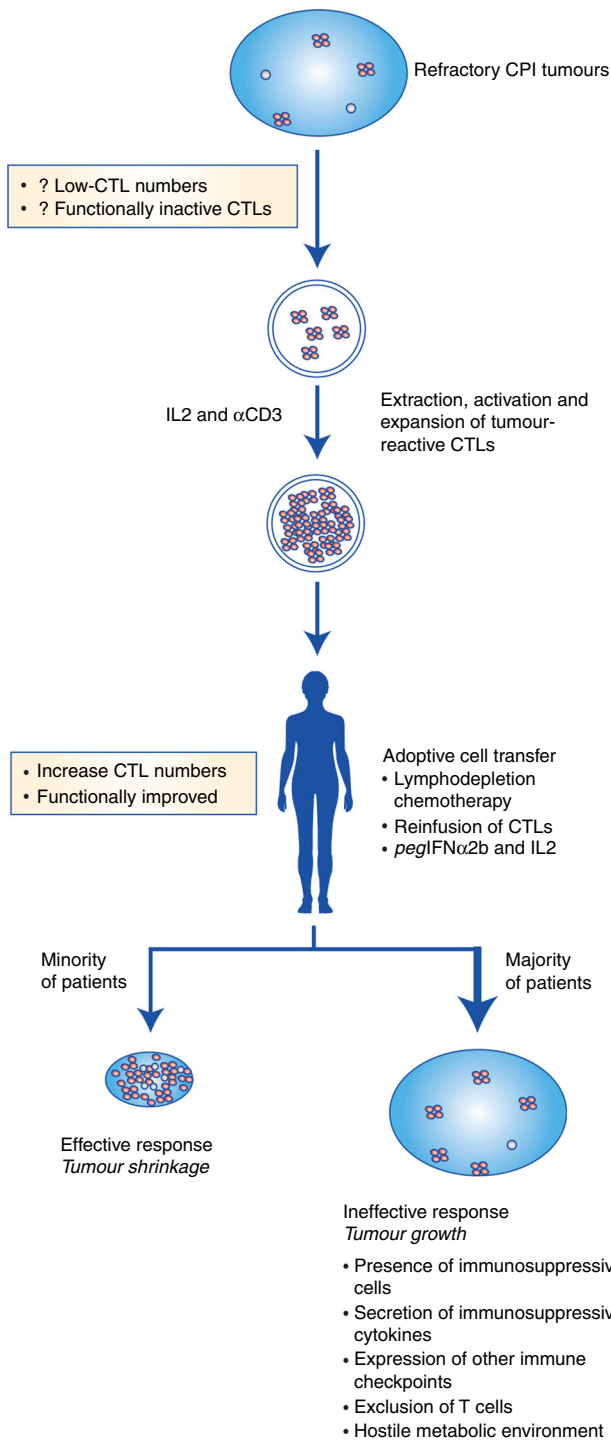 Refractory CPI tumours
• ? Low-CTL numbers
• ? Functionally inactive CTLs
IL2 and αCD3
Extraction, activation and
expansion of tumour-
reactive CTLs
• Increase CTL numbers
• Functionally improved
Adoptive cell transfer
• Lymphodepletion
chemotherapy
• Reinfusion of CTLs
• pegIFNα2b and IL2
Minority
of patients
Majority
of patients
Effective response
Tumour shrinkage
Ineffective response
Tumour growth
• Presence of immunosuppressiv
cells
• Secretion of immunosuppressiv
cytokines
• Expression of other immune
checkpoints
• Exclusion of T cells
• Hostile metabolic environment